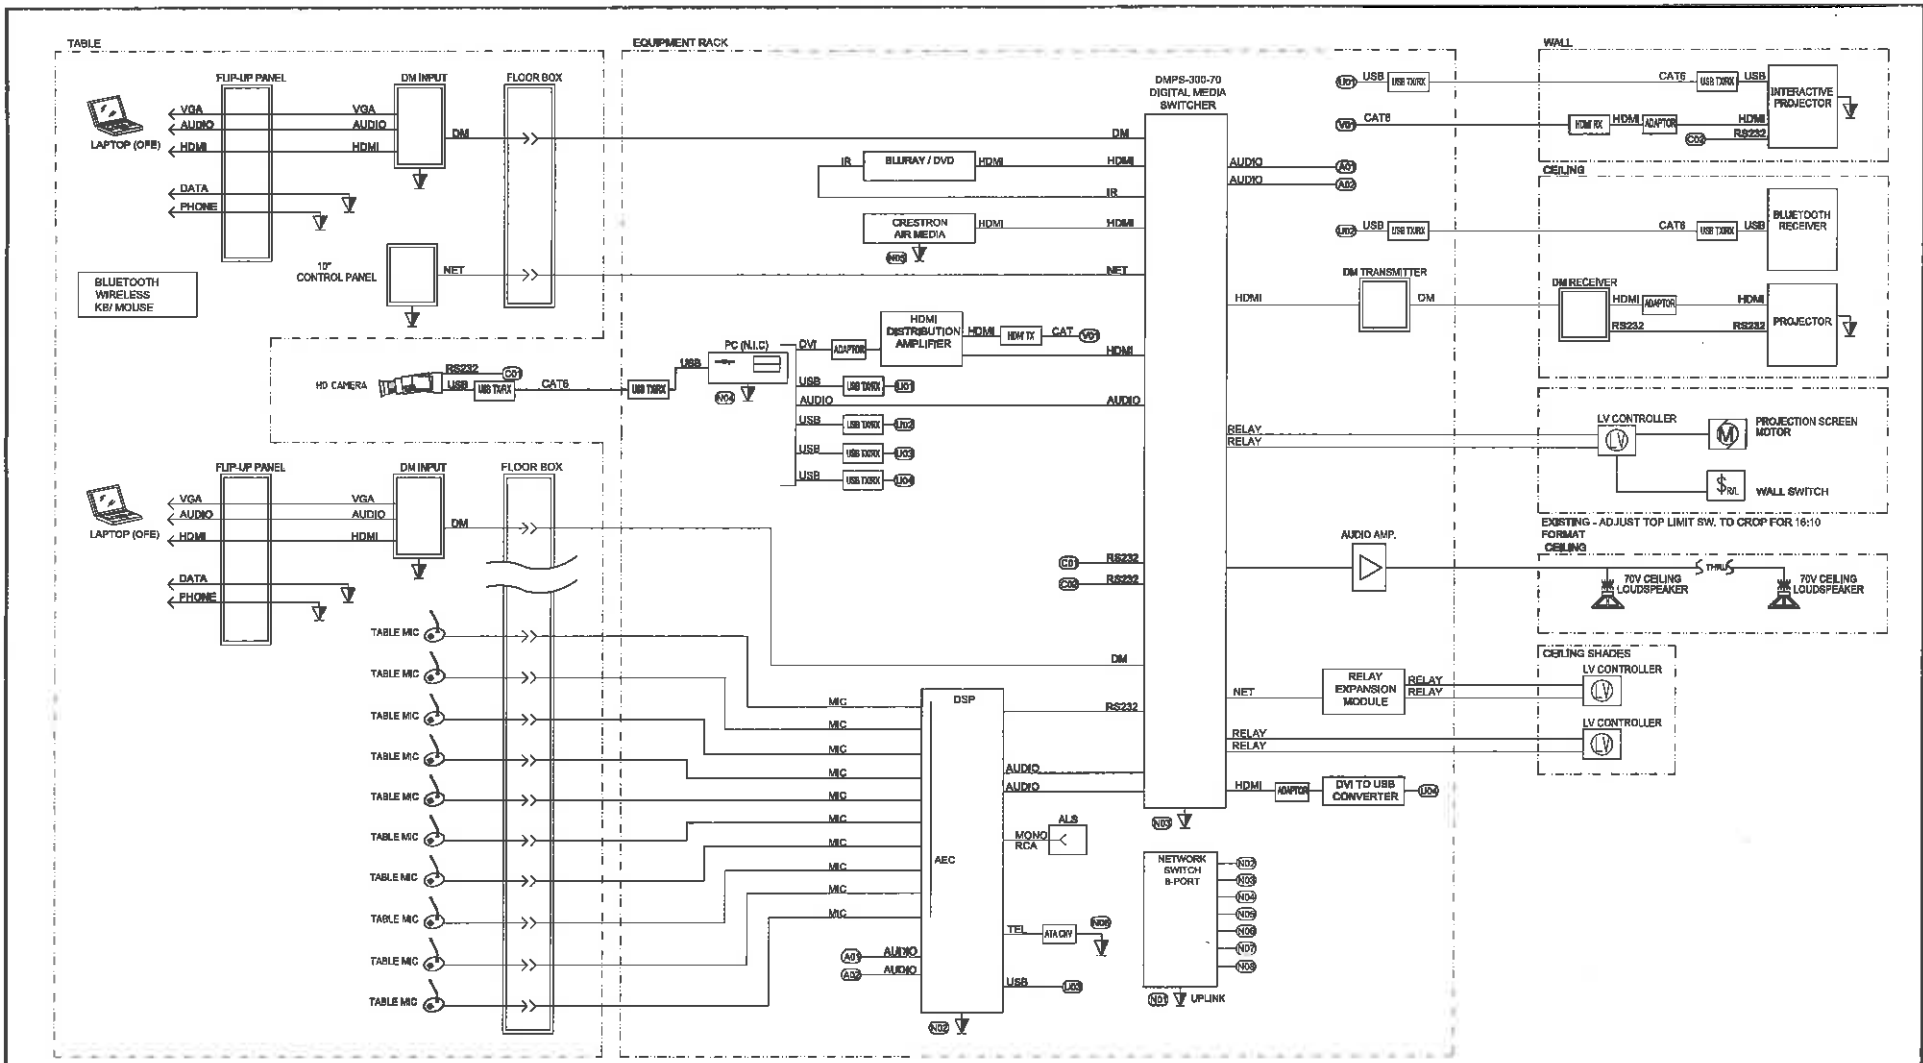 TABLE
FLIP-UP PANEL
DM INPUT
FLOOR BOX
VGA
VGA
AUDIO
AUDIO
HDMI
HDMI
DM
LAPTOP (OFE)
DATA
PHONE
10"
CONTROL PANEL
NET
BLUETOOTH
WIRELESS
KB/ MOUSE
HD CAMERA
RS232
C01
USB
USB TX/RX
CAT6
FLIP-UP PANEL
DM INPUT
FLOOR BOX
VGA
VGA
AUDIO
AUDIO
HDMI
HDMI
DM
LAPTOP (OFE)
DATA
PHONE
TABLE MIC
TABLE MIC
TABLE MIC
TABLE MIC
TABLE MIC
TABLE MIC
TABLE MIC
TABLE MIC
TABLE MIC
TABLE MIC
EQUIPMENT RACK
DMPS-300-70
DIGITAL MEDIA
SWITCHER
DM
IR
BLURAY / DVD
HDMI
HDMI
IR
CRESTRON
AIR MEDIA
HDMI
HDMI
N05
NET
HDMI
DISTRIBUTION
AMPLIFIER
HDMI
HDMI TX
CAT
V01
HDMI
USB TX/RX
USB
PC (N.I.C)
N04
DVI
ADAPTOR
USB
USB TX/RX
U01
AUDIO
AUDIO
USB
USB TX/RX
U02
USB
USB TX/RX
U03
USB
USB TX/RX
U04
C01
RS232
C02
RS232
DM
DSP
RS232
MIC
MIC
MIC
MIC
MIC
MIC
MIC
MIC
MIC
MIC
AEC
AUDIO
AUDIO
ALS
MONO
RCA
TEL
ATA CNV
N06
USB
U03
A01
AUDIO
A02
AUDIO
N02
N03
NETWORK
SWITCH
8-PORT
N02
N03
N04
N05
N06
N07
N08
N01
UPLINK
U01
USB
USB TX/RX
V01
CAT6
AUDIO
A01
AUDIO
A02
U02
USB
USB TX/RX
DM TRANSMITTER
HDMI
DM
RELAY
RELAY
AUDIO AMP.
NET
RELAY
EXPANSION
MODULE
RELAY
RELAY
RELAY
RELAY
HDMI
ADAPTOR
DVI TO USB
CONVERTER
U04
WALL
CAT6
USB TX/RX
USB
INTERACTIVE
PROJECTOR
HDMI RX
HDMI
ADAPTOR
HDMI
C02
RS232
CEILING
CAT6
USB TX/RX
USB
BLUETOOTH
RECEIVER
DM RECEIVER
HDMI
ADAPTOR
HDMI
RS232
RS232
PROJECTOR
LV CONTROLLER
LV
M
PROJECTION SCREEN
MOTOR
$R/L
WALL SWITCH
EXISTING - ADJUST TOP LIMIT SW. TO CROP FOR 16:10
FORMAT
CEILING
THRU
70V CEILING
LOUDSPEAKER
70V CEILING
LOUDSPEAKER
CEILING SHADES
LV CONTROLLER
LV
LV CONTROLLER
LV